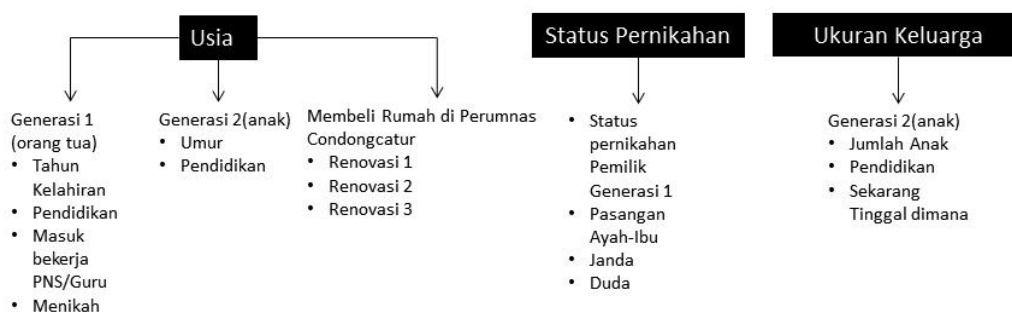 Usia
Generasi 1
(orang tua)
• Tahun
Kelahiran
• Pendidikan
• Masuk
bekerja
PNS/Guru
• Menikah
Generasi 2(anak)
• Umur
• Pendidikan
Membeli Rumah di Perumnas
Condongcatur
• Renovasi 1
• Renovasi 2
• Renovasi 3
Status Pernikahan
• Status
pernikahan
Pemilik
Generasi 1
• Pasangan
Ayah-Ibu
• Janda
• Duda
Ukuran Keluarga
Generasi 2(anak)
• Jumlah Anak
• Pendidikan
• Sekarang
Tinggal dimana